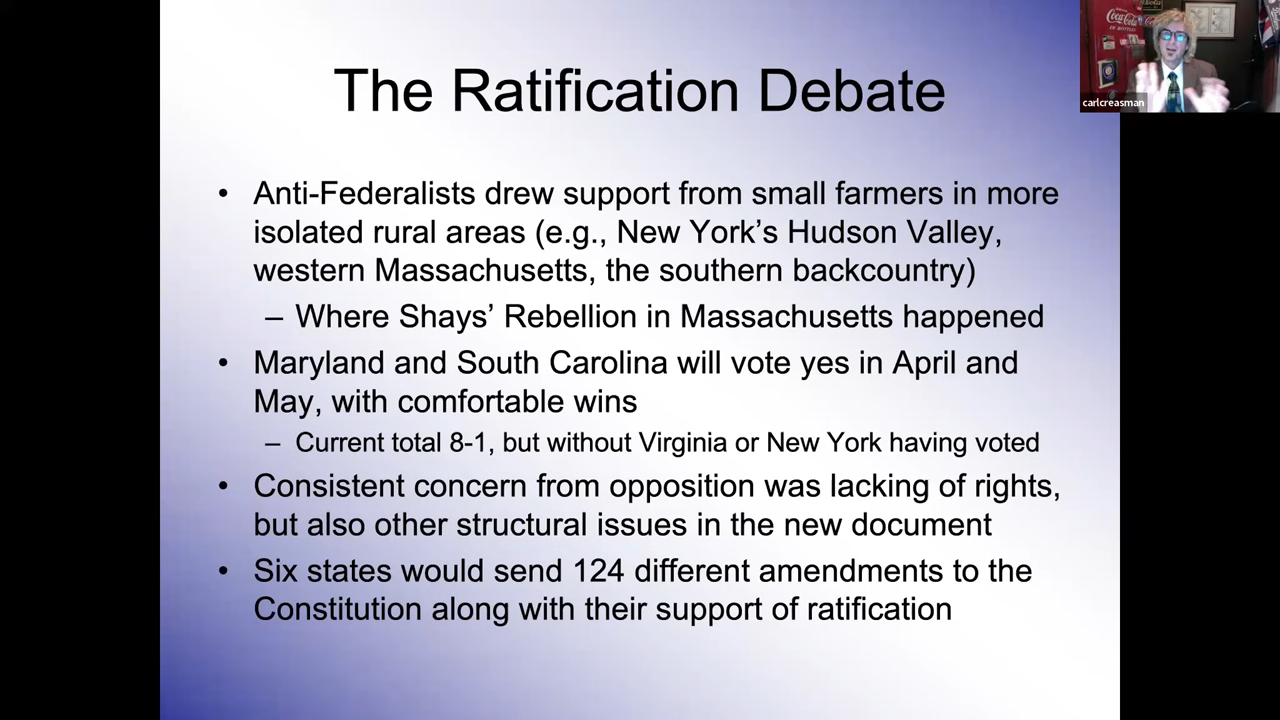 The Ratification Debate
• Anti-Federalists drew support from small farmers in more
isolated rural areas (e.g., New York’s Hudson Valley,
western Massachusetts, the southern backcountry)
– Where Shays’ Rebellion in Massachusetts happened
• Maryland and South Carolina will vote yes in April and
May, with comfortable wins
– Current total 8-1, but without Virginia or New York having voted
• Consistent concern from opposition was lacking of rights,
but also other structural issues in the new document
• Six states would send 124 different amendments to the
Constitution along with their support of ratification
Coca-Cola
carlcreasman